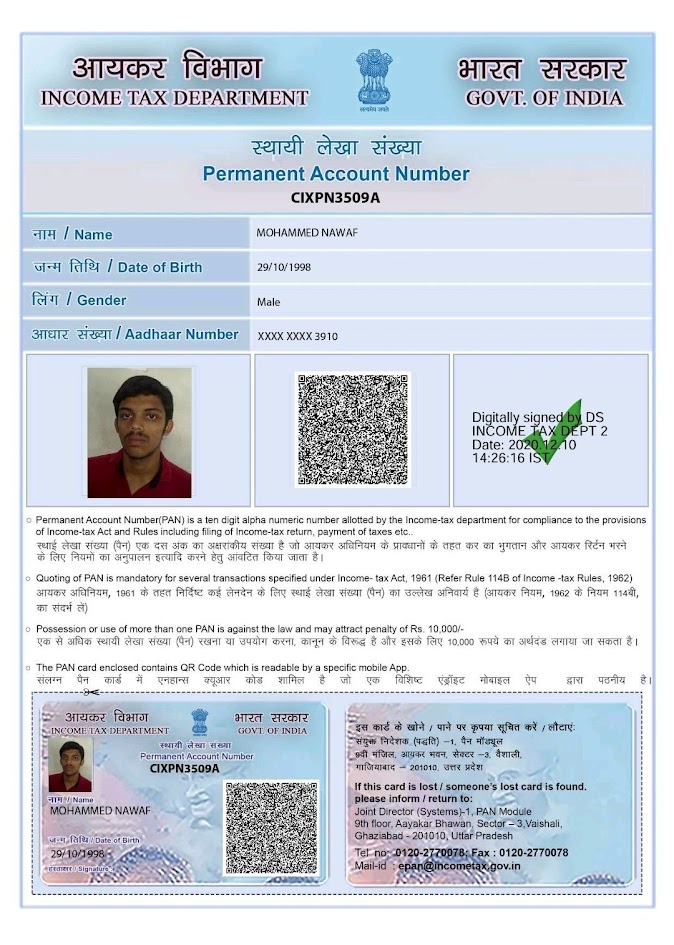 आयकर विभाग
INCOME TAX DEPARTMENT
सत्यमेव जयते
भारत सरकार
GOVT. OF INDIA
स्थायी लेखा संख्या
Permanent Account Number
CIXPN3509A
नाम / Name
MOHAMMED NAWAF
जन्म तिथि / Date of Birth
29/10/1998
लिंग / Gender
Male
आधार संख्या / Aadhaar Number
XXXX XXXX 3910
Digitally signed by DS
INCOME TAX DEPT 2
Date: 2020.12.10
14:26:16 IST
Permanent Account Number(PAN) is a ten digit alpha numeric number allotted by the Income-tax department for compliance to the provisions
of Income-tax Act and Rules including filing of Income-tax return, payment of taxes etc..
स्थाई लेखा संख्या (पैन) एक दस अंक का अक्षरांकीय संख्या है जो आयकर अधिनियम के प्रावधानों के तहत कर का भुगतान और आयकर रिर्टन भरने
के लिए नियमो का अनुपालन इत्यादि करने हेतु आवंटित किया जाता है।
Quoting of PAN is mandatory for several transactions specified under Income- tax Act, 1961 (Refer Rule 114B of Income -tax Rules, 1962)
आयकर अधिनियम, 1961 के तहत निर्दिष्ट कई लेनदेन के लिए स्थाई लेखा संख्या (पैन) का उल्लेख अनिवार्य है (आयकर नियम, 1962 के नियम 114बी,
का संदर्भ लें)
Possession or use of more than one PAN is against the law and may attract penalty of Rs. 10,000/-
एक से अधिक स्थायी लेखा संख्या (पैन) रखना या उपयोग करना, कानून के विरूद्ध है और इसके लिए 10,000 रूपये का अर्थदंड लगाया जा सकता है।
The PAN card enclosed contains QR Code which is readable by a specific mobile App.
संलग्न पैन कार्ड में एनहान्स क्यूआर कोड शामिल है जो एक विशिष्ट एंड्रॉइट मोबाइल ऐप द्वारा पठनीय है।
आयकर विभाग
INCOME TAX DEPARTMENT
भारत सरकार
GOVT. OF INDIA
स्थायी लेखा संख्या
Permanent Account Number
CIXPN3509A
नाम / Name
MOHAMMED NAWAF
जन्म तिथि / Date of Birth
29/10/1998
हस्ताक्षर / Signature
इस कार्ड के खोने / पाने पर कृपया सूचित करें / लौटाएं:
संयुक्त निदेशक (पद्धति) –1, पैन मॉड्यूल
9वीं मंजिल, आयकर भवन, सेक्टर –3, वैशाली,
गाजियाबाद – 201010, उत्तर प्रदेश
If this card is lost / someone's lost card is found.
please inform / return to:
Joint Director (Systems)-1, PAN Module
9th floor, Aayakar Bhawan, Sector – 3,Vaishali,
Ghaziabad - 201010, Uttar Pradesh
Tel no: 0120-2770078; Fax : 0120-2770078
Mail-id : epan@incometax.gov.in